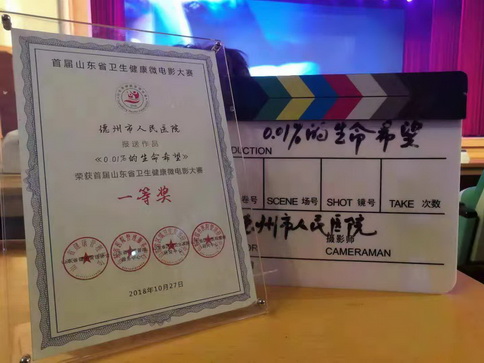 首届山东省卫生健康微电影大赛
德州市人民医院
报送作品
《0.01%的生命希望》
荣获首届山东省卫生健康微电影大赛
一等奖
2018年10月27日
0.01%的生命希望
DUCTION
卷号 SCENE 场号 SHOT 镜号 TAKE 次数
德州市人民医院
TOR 摄影师
CAMERAMAN